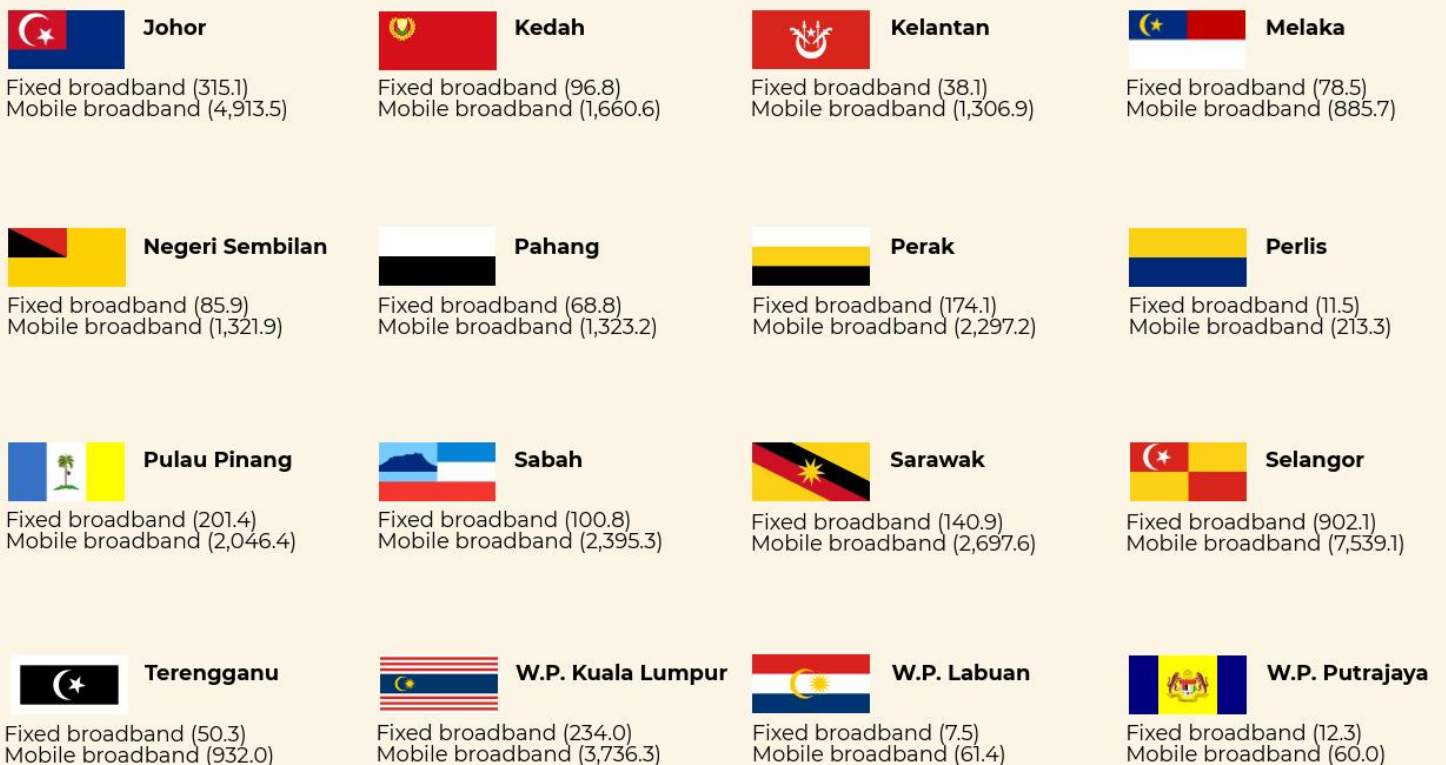 Johor
Fixed broadband (315.1)
Mobile broadband (4,913.5)
Kedah
Fixed broadband (96.8)
Mobile broadband (1,660.6)
Kelantan
Fixed broadband (38.1)
Mobile broadband (1,306.9)
Melaka
Fixed broadband (78.5)
Mobile broadband (885.7)
Negeri Sembilan
Fixed broadband (85.9)
Mobile broadband (1,321.9)
Pahang
Fixed broadband (68.8)
Mobile broadband (1,323.2)
Perak
Fixed broadband (174.1)
Mobile broadband (2,297.2)
Perlis
Fixed broadband (11.5)
Mobile broadband (213.3)
Pulau Pinang
Fixed broadband (201.4)
Mobile broadband (2,046.4)
Sabah
Fixed broadband (100.8)
Mobile broadband (2,395.3)
Sarawak
Fixed broadband (140.9)
Mobile broadband (2,697.6)
Selangor
Fixed broadband (902.1)
Mobile broadband (7,539.1)
Terengganu
Fixed broadband (50.3)
Mobile broadband (932.0)
W.P. Kuala Lumpur
Fixed broadband (234.0)
Mobile broadband (3,736.3)
W.P. Labuan
Fixed broadband (7.5)
Mobile broadband (61.4)
W.P. Putrajaya
Fixed broadband (12.3)
Mobile broadband (60.0)